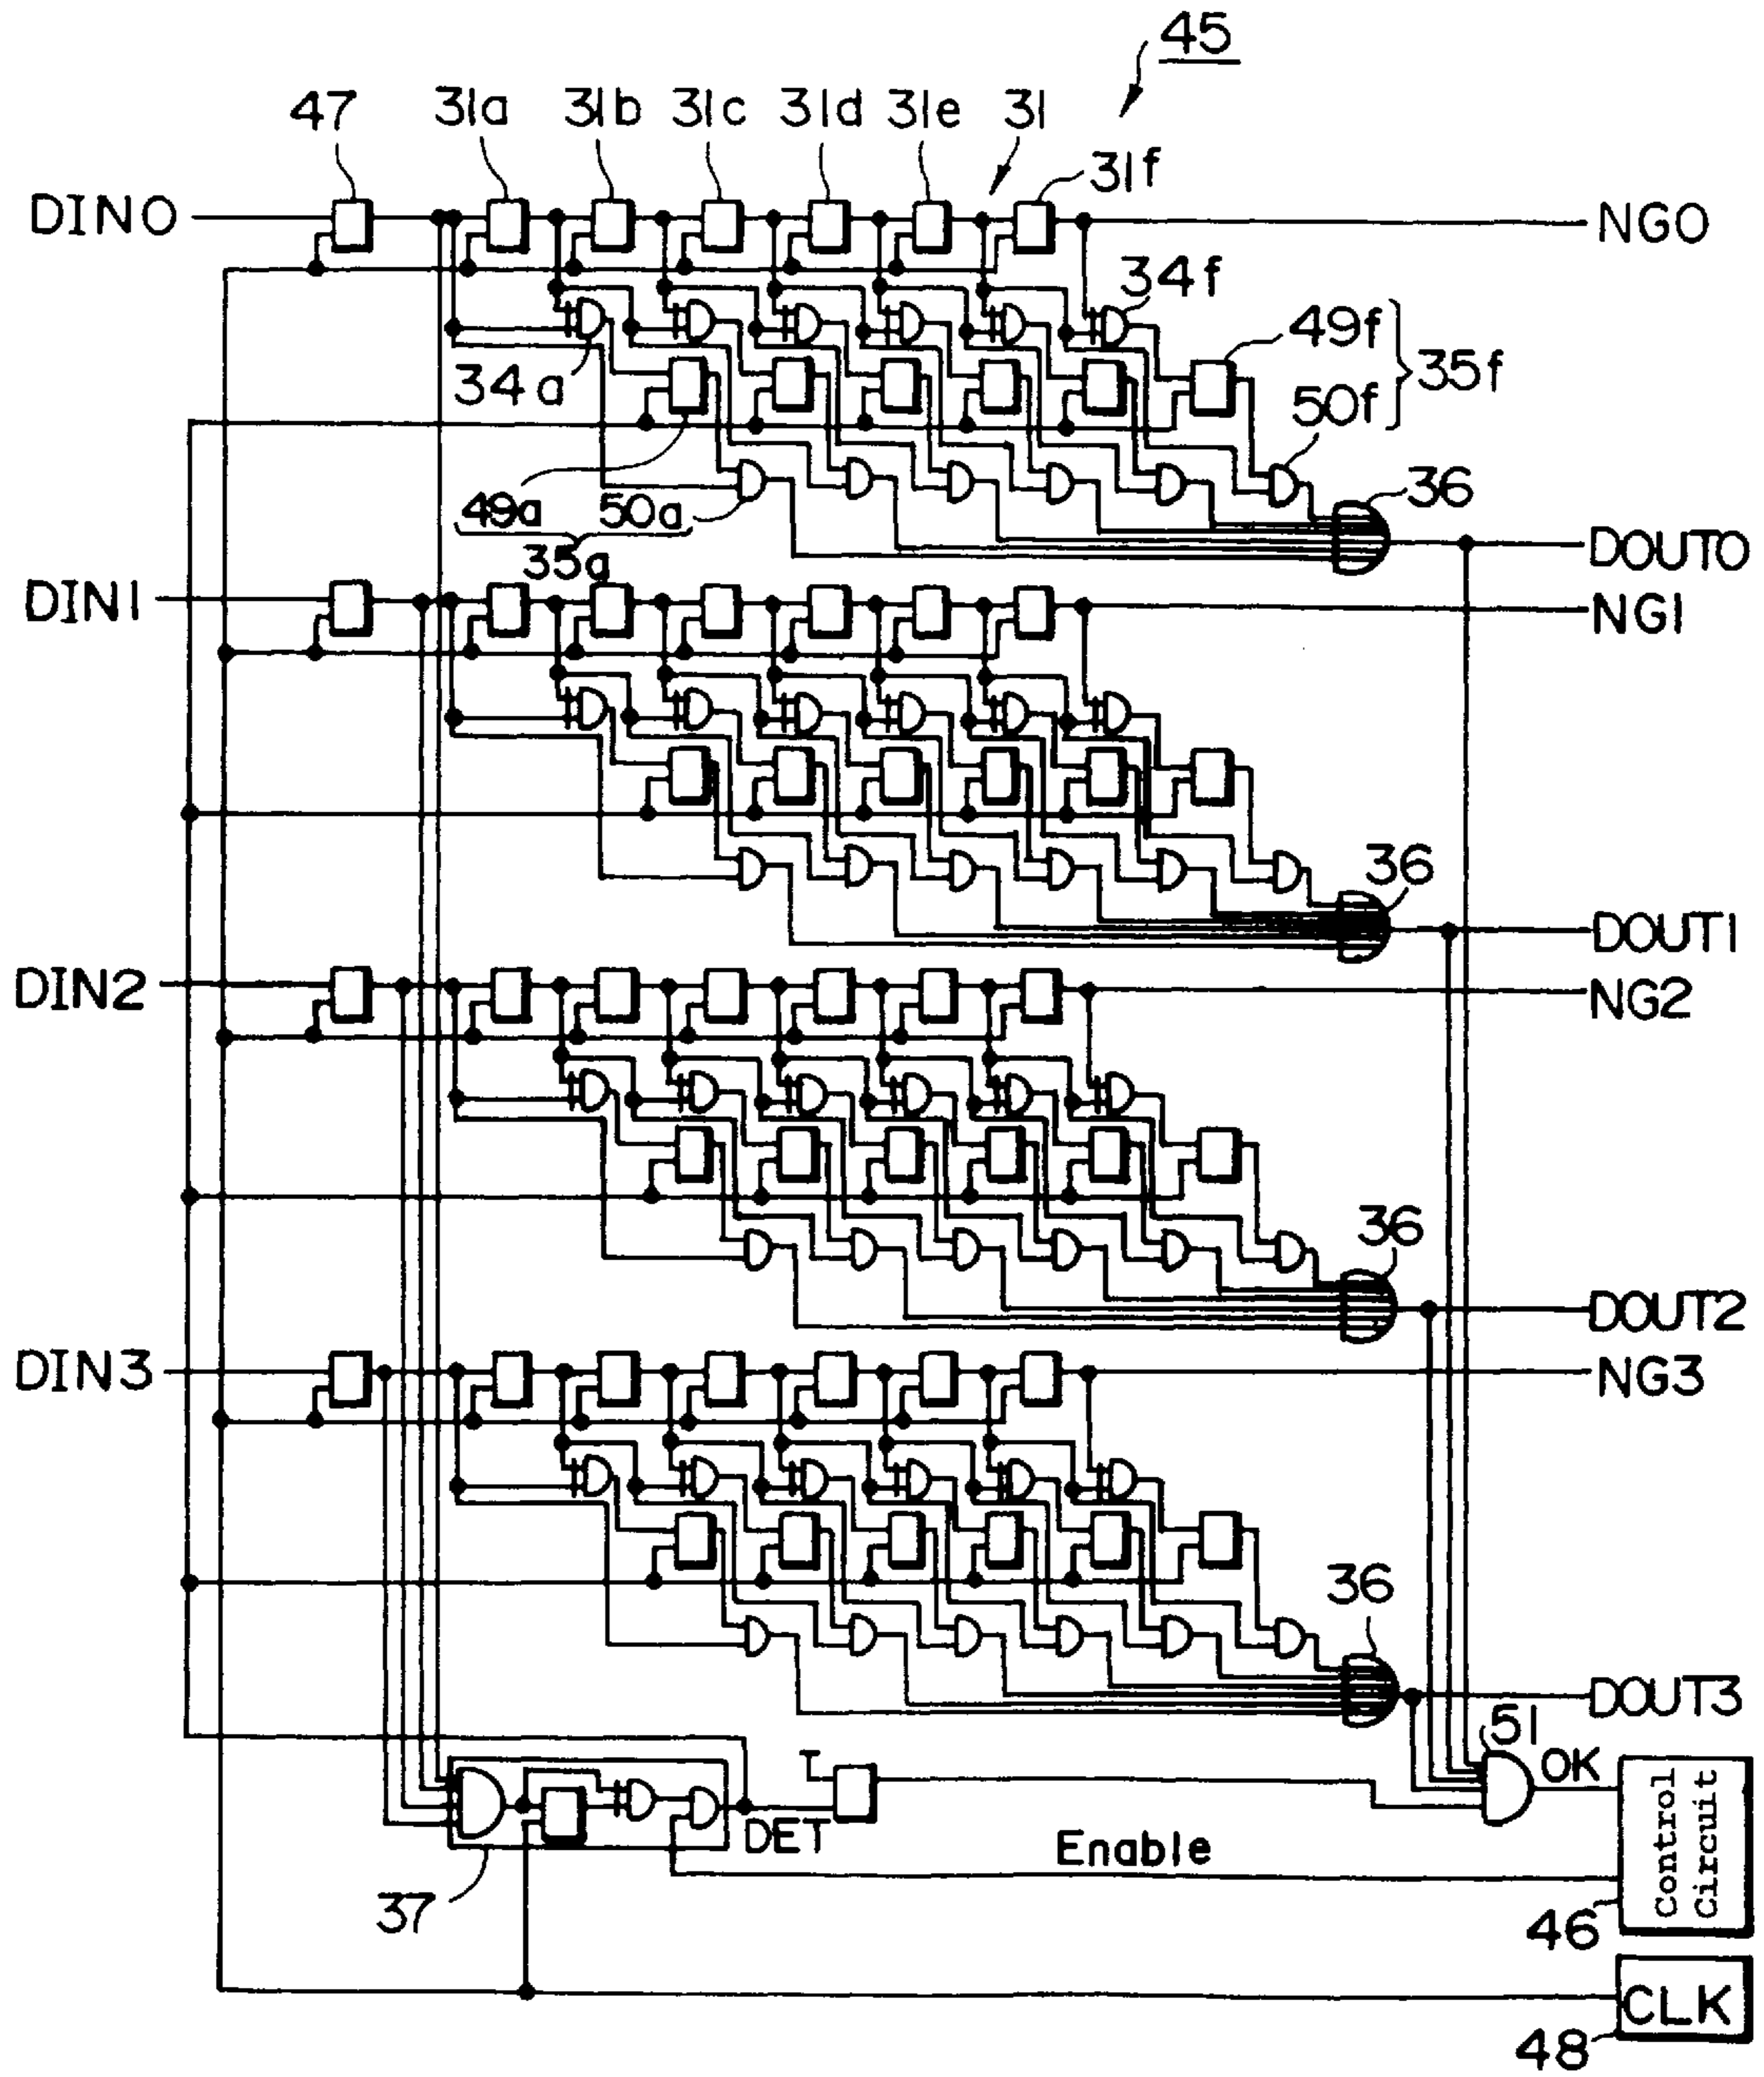 45
47 31a 31b 31c 31d 31e 31
31f
DIN0
NG0
34f
49f
35f
34a
50f
36
49a 50a
35a
DOUT0
DIN1
NG1
36
DOUT1
DIN2
NG2
36
DOUT2
DIN3
NG3
36
DOUT3
51
T
OK
DET
Enable
Control
Circuit
37
46
CLK
48